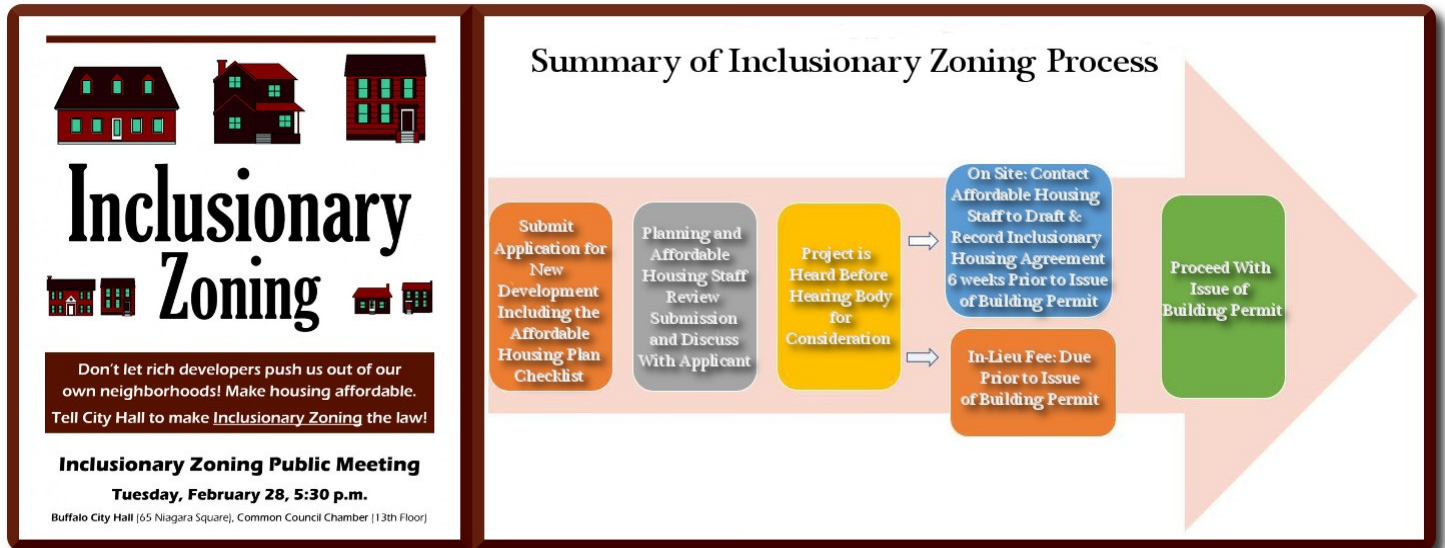 Inclusionary
Zoning
Don't let rich developers push us out of our
own neighborhoods! Make housing affordable.
Tell City Hall to make Inclusionary Zoning the law!
Inclusionary Zoning Public Meeting
Tuesday, February 28, 5:30 p.m.
Buffalo City Hall (65 Niagara Square), Common Council Chamber (13th Floor)
Summary of Inclusionary Zoning Process
Submit
Application for
New
Development
Including the
Affordable
Housing Plan
Checklist
Planning and
Affordable
Housing Staff
Review
Submission
and Discuss
With Applicant
Project is
Heard Before
Hearing Body
for
Consideration
On Site: Contact
Affordable Housing
Staff to Draft &
Record Inclusionary
Housing Agreement
6 weeks Prior to Issue
of Building Permit
In-Lieu Fee: Due
Prior to Issue
of Building Permit
Proceed With
Issue of
Building Permit